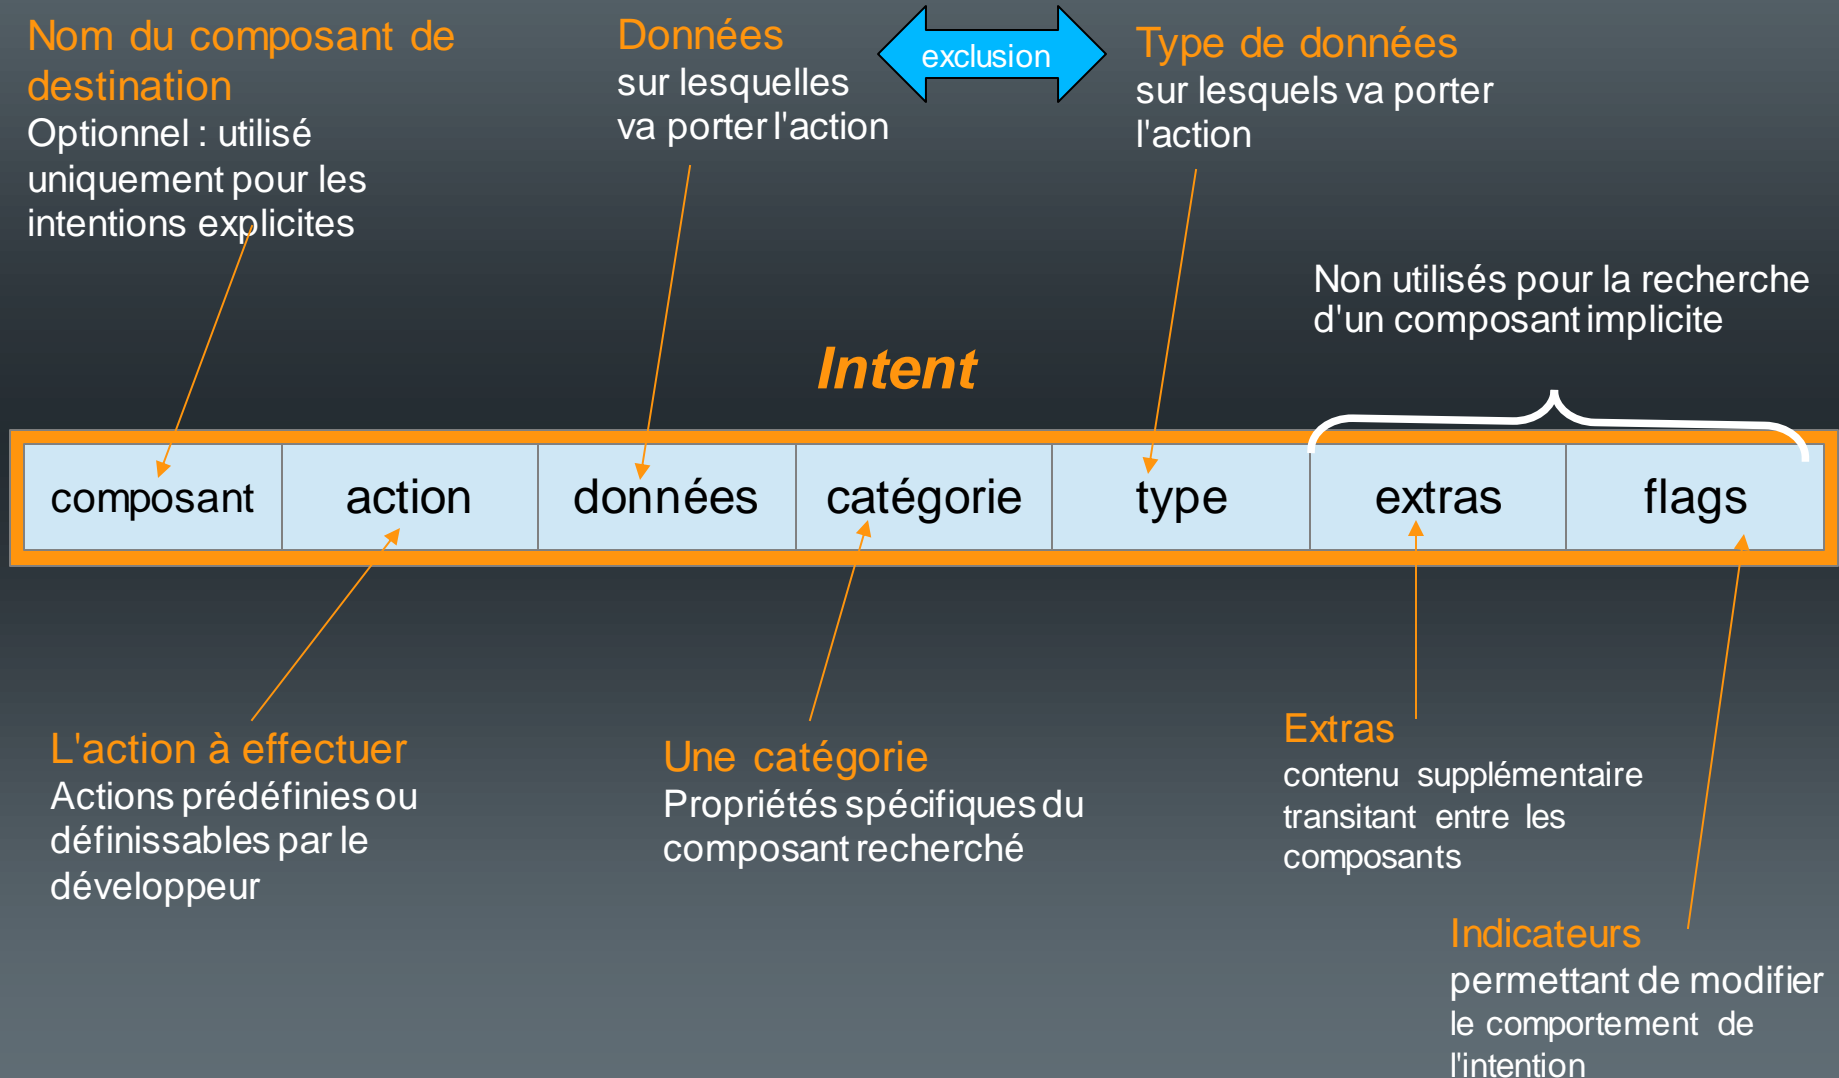 Nom du composant de
destination
Optionnel : utilisé
uniquement pour les
intentions explicites
Données
sur lesquelles
va porter l'action
exclusion
Type de données
sur lesquels va porter
l'action
Non utilisés pour la recherche
d'un composant implicite
Intent
composant action données catégorie type extras flags
L'action à effectuer
Actions prédéfinies ou
définissables par le
développeur
Une catégorie
Propriétés spécifiques du
composant recherché
Extras
contenu supplémentaire
transitant entre les
composants
Indicateurs
permettant de modifier
le comportement de
l'intention